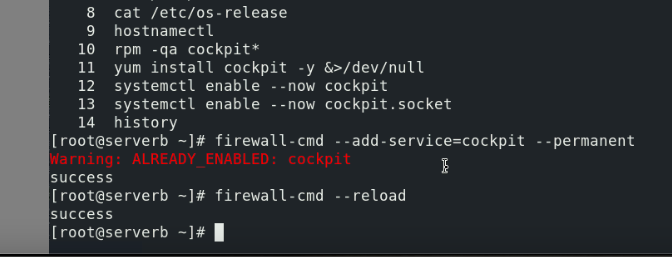 8 cat /etc/os-release
9 hostnamectl
10 rpm -qa cockpit*
11 yum install cockpit -y &>/dev/null
12 systemctl enable --now cockpit
13 systemctl enable --now cockpit.socket
14 history
[root@serverb ~]# firewall-cmd --add-service=cockpit --permanent
Warning: ALREADY_ENABLED: cockpit
success
[root@serverb ~]# firewall-cmd --reload
success
[root@serverb ~]#